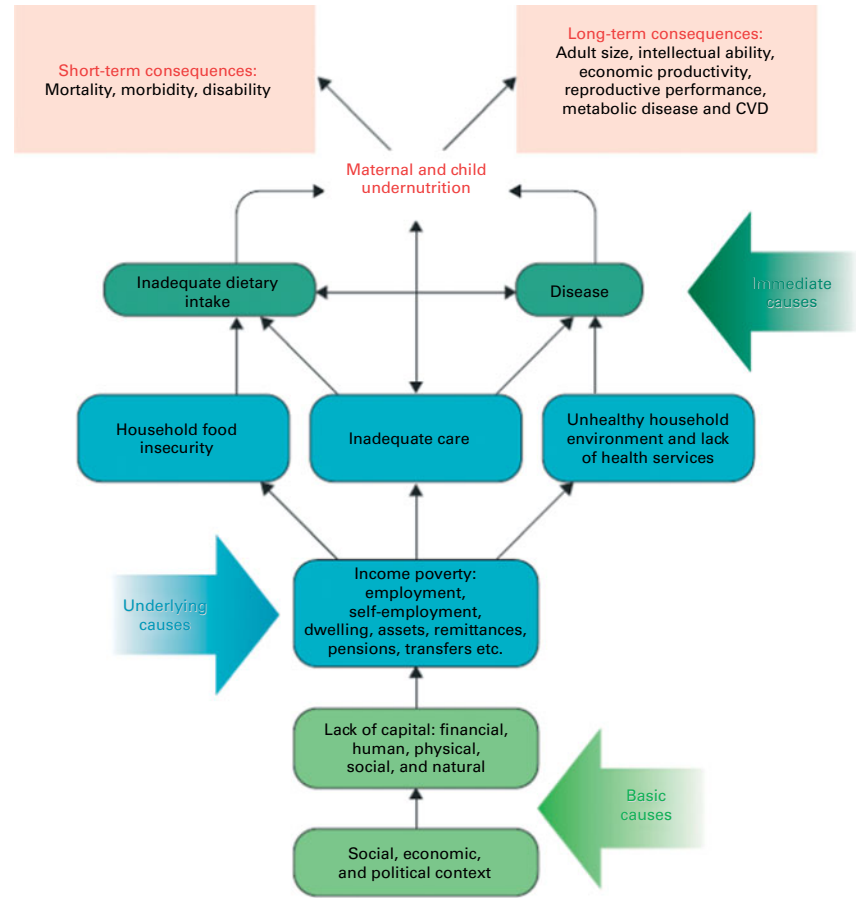 Short-term consequences:
Mortality, morbidity, disability
Long-term consequences:
Adult size, intellectual ability,
economic productivity,
reproductive performance,
metabolic disease and CVD
Maternal and child
undernutrition
Inadequate dietary
intake
Disease
Immediate
causes
Household food
insecurity
Inadequate care
Unhealthy household
environment and lack
of health services
Underlying
causes
Income poverty:
employment,
self-employment,
dwelling, assets, remittances,
pensions, transfers etc.
Lack of capital: financial,
human, physical,
social, and natural
Basic
causes
Social, economic,
and political context